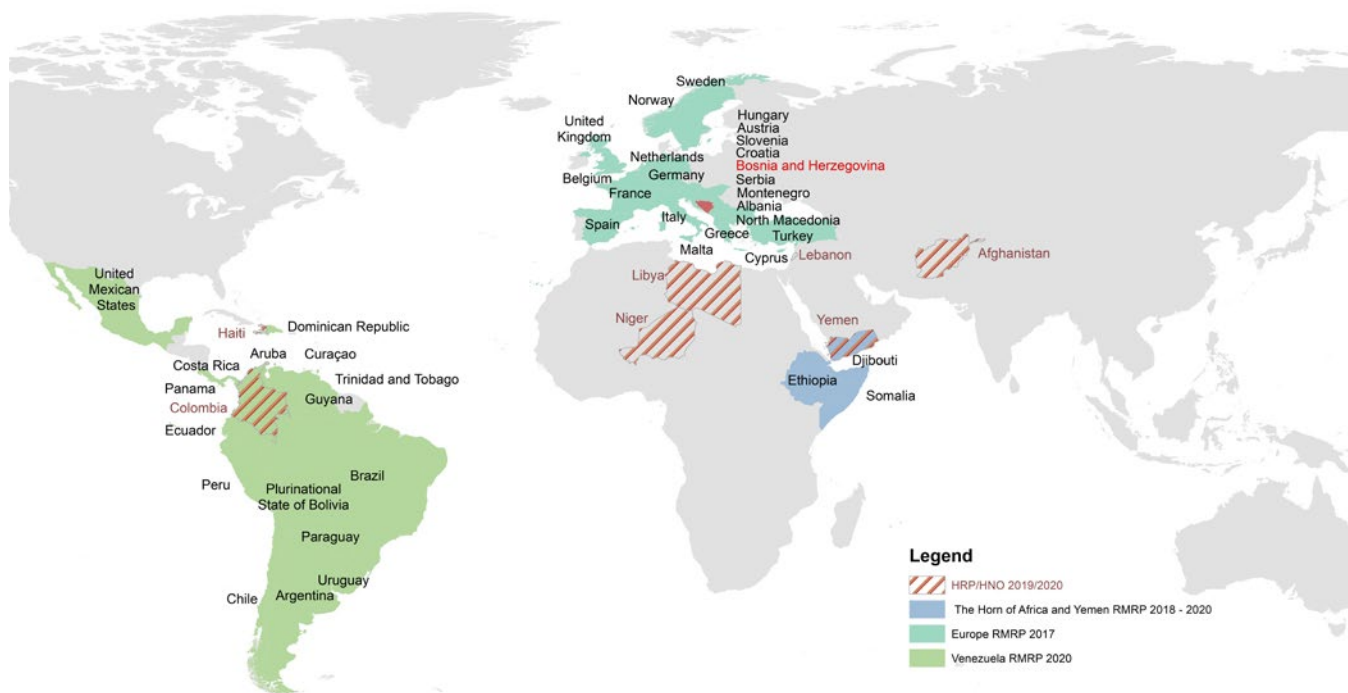 Sweden
Norway
United
Kingdom
Hungary
Austria
Slovenia
Croatia
Bosnia and Herzegovina
Serbia
Montenegro
Albania
North Macedonia
Turkey
Netherlands
Belgium
Germany
France
Spain
Italy
Greece
Malta
Cyprus
Lebanon
Afghanistan
Libya
Niger
Yemen
Djibouti
Ethiopia
Somalia
United
Mexican
States
Haiti
Dominican Republic
Aruba
Curaçao
Costa Rica
Trinidad and Tobago
Panama
Guyana
Colombia
Ecuador
Peru
Brazil
Plurinational
State of Bolivia
Paraguay
Uruguay
Chile
Argentina
Legend
HRP/HNO 2019/2020
The Horn of Africa and Yemen RMRP 2018 - 2020
Europe RMRP 2017
Venezuela RMRP 2020